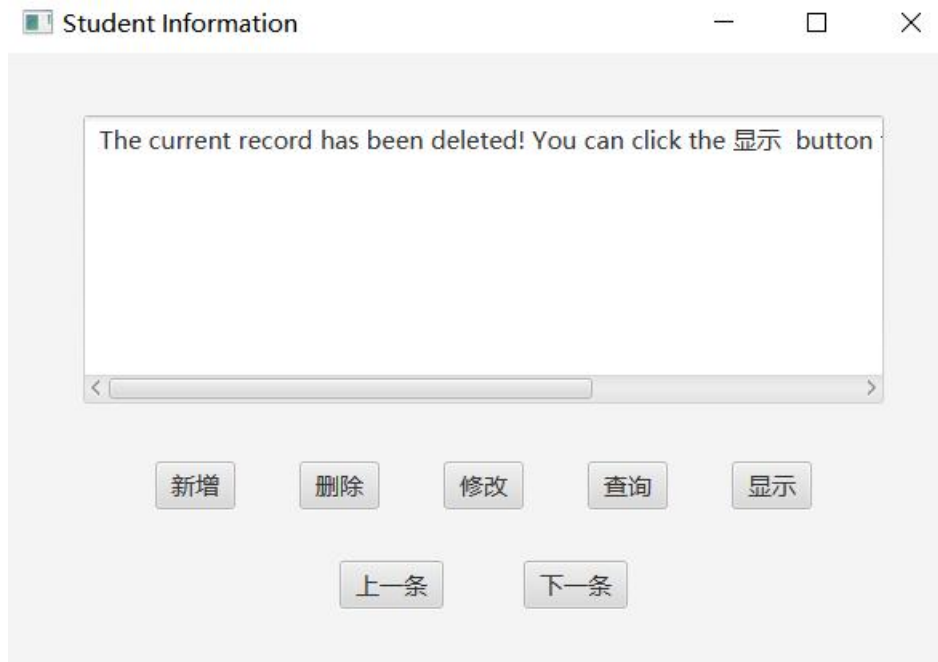 Student Information
The current record has been deleted! You can click the 显示 button
新增 删除 修改 查询 显示
上一条 下一条